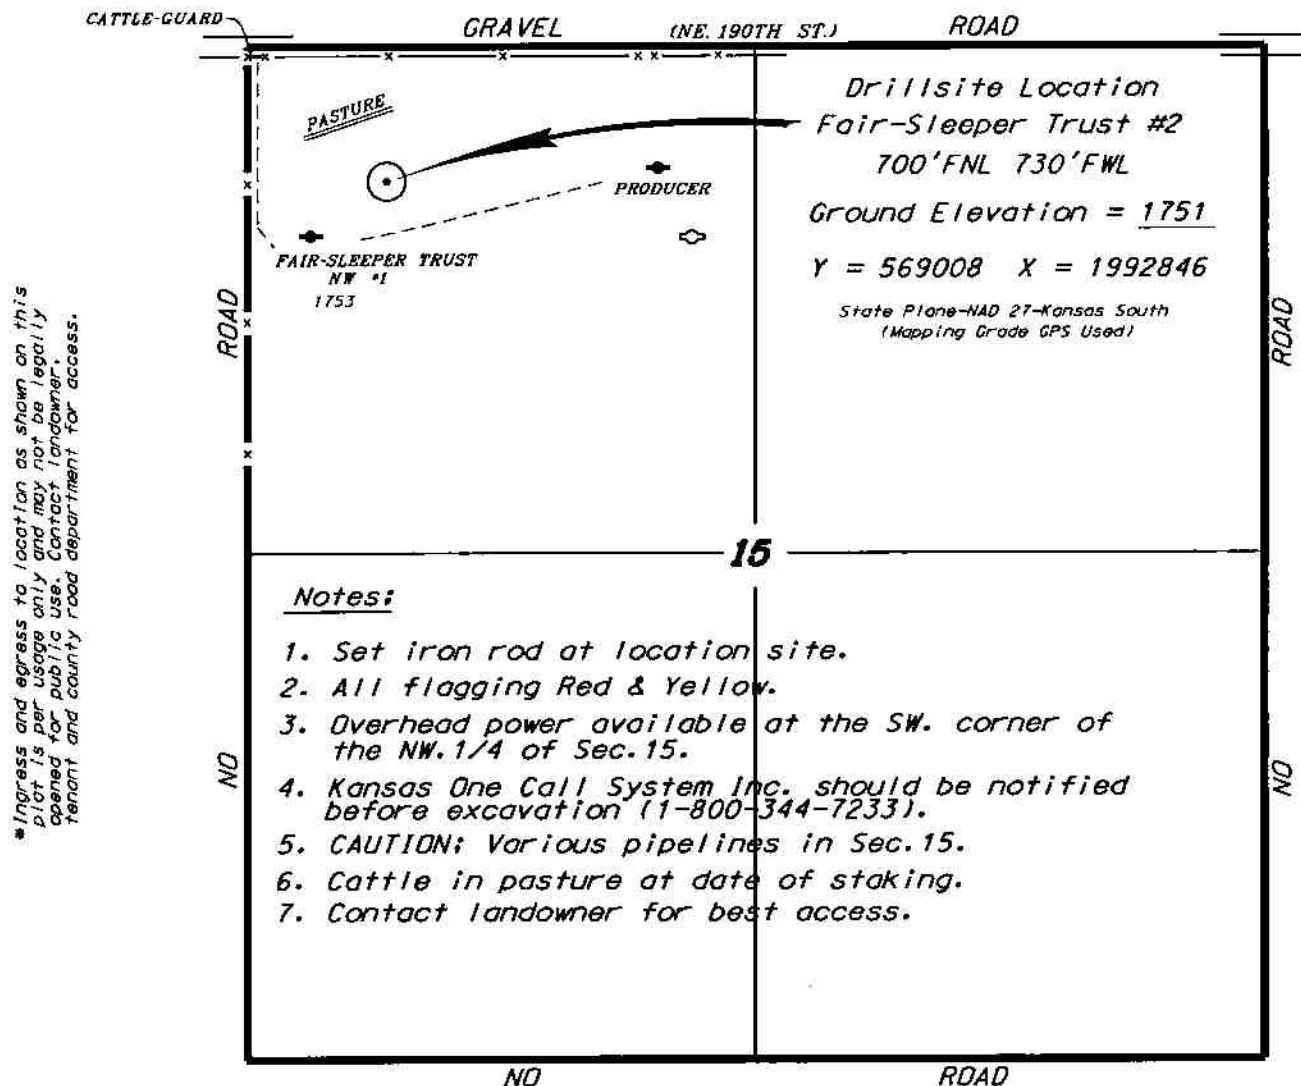 CATTLE-GUARD
GRAVEL (NE. 190TH ST.) ROAD
PASTURE
Drillsite Location
Fair-Sleeper Trust #2
700'FNL 730'FWL
Ground Elevation = 1751
Y = 569008 X = 1992846
State Plane-NAD 27-Kansas South
(Mapping Grade GPS Used)
PRODUCER
FAIR-SLEEPER TRUST
NW #1
1753
ROAD
NO
ROAD
NO
*Ingress and egress to location as shown on this
plat is per usage only and may not be legally
opened for public use. Contact landowner,
tenant and county road department for access.
15
Notes:
1. Set iron rod at location site.
2. All flagging Red & Yellow.
3. Overhead power available at the SW. corner of
the NW.1/4 of Sec.15.
4. Kansas One Call System Inc. should be notified
before excavation (1-800-344-7233).
5. CAUTION: Various pipelines in Sec.15.
6. Cattle in pasture at date of staking.
7. Contact landowner for best access.
NO ROAD